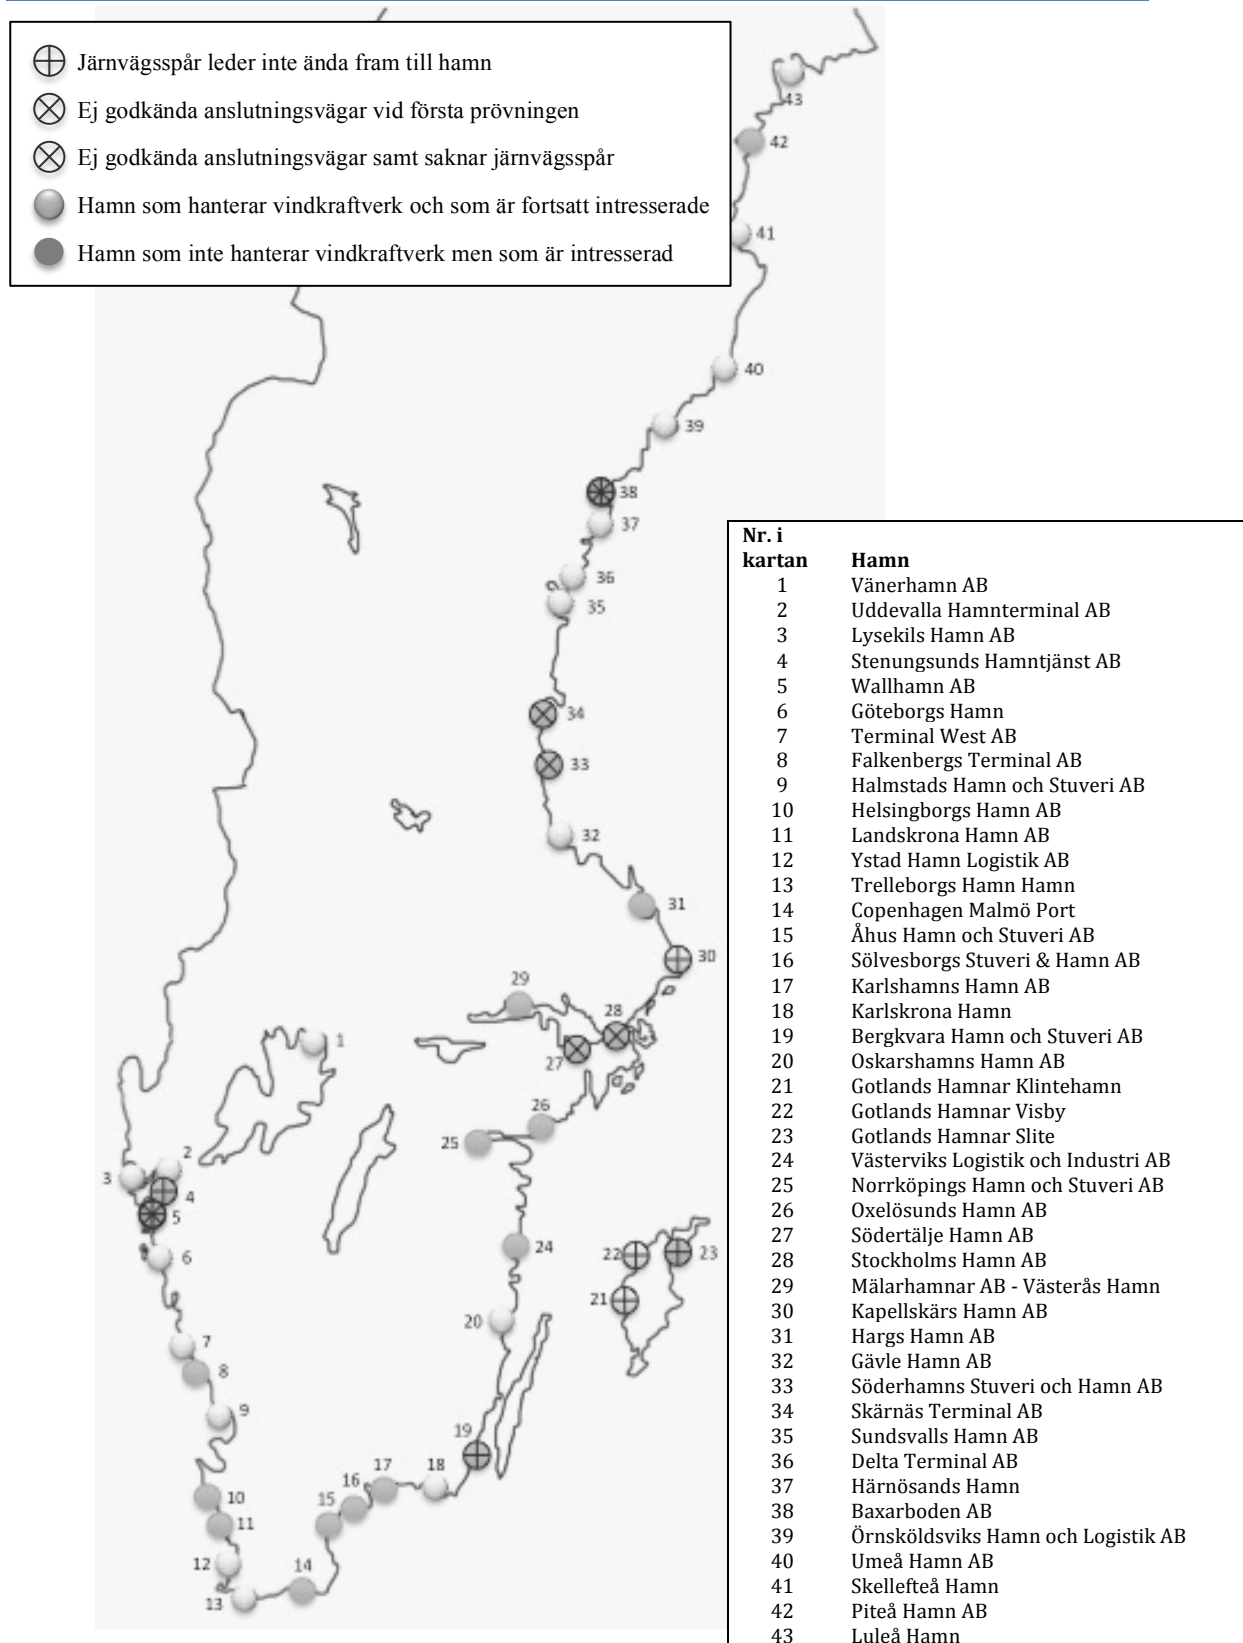 Järnvägsspår leder inte ända fram till hamn
Ej godkända anslutningsvägar vid första prövningen
Ej godkända anslutningsvägar samt saknar järnvägsspår
Hamn som hanterar vindkraftverk och som är fortsatt intresserade
Hamn som inte hanterar vindkraftverk men som är intresserad
43
42
41
40
39
38
37
36
35
34
33
32
31
30
29
28
27
1
26
25
2
3
4
5
6
24
22
23
21
20
7
8
9
19
18
17
16
15
10
11
12
14
13
Nr. i
kartan Hamn
1 Vänerhamn AB
2 Uddevalla Hamnterminal AB
3 Lysekils Hamn AB
4 Stenungsunds Hamntjänst AB
5 Wallhamn AB
6 Göteborgs Hamn
7 Terminal West AB
8 Falkenbergs Terminal AB
9 Halmstads Hamn och Stuveri AB
10 Helsingborgs Hamn AB
11 Landskrona Hamn AB
12 Ystad Hamn Logistik AB
13 Trelleborgs Hamn Hamn
14 Copenhagen Malmö Port
15 Åhus Hamn och Stuveri AB
16 Sölvesborgs Stuveri & Hamn AB
17 Karlshamns Hamn AB
18 Karlskrona Hamn
19 Bergkvara Hamn och Stuveri AB
20 Oskarshamns Hamn AB
21 Gotlands Hamnar Klintehamn
22 Gotlands Hamnar Visby
23 Gotlands Hamnar Slite
24 Västerviks Logistik och Industri AB
25 Norrköpings Hamn och Stuveri AB
26 Oxelösunds Hamn AB
27 Södertälje Hamn AB
28 Stockholms Hamn AB
29 Mälarhamnar AB - Västerås Hamn
30 Kapellskärs Hamn AB
31 Hargs Hamn AB
32 Gävle Hamn AB
33 Söderhamns Stuveri och Hamn AB
34 Skärnäs Terminal AB
35 Sundsvalls Hamn AB
36 Delta Terminal AB
37 Härnösands Hamn
38 Baxarboden AB
39 Örnsköldsviks Hamn och Logistik AB
40 Umeå Hamn AB
41 Skellefteå Hamn
42 Piteå Hamn AB
43 Luleå Hamn